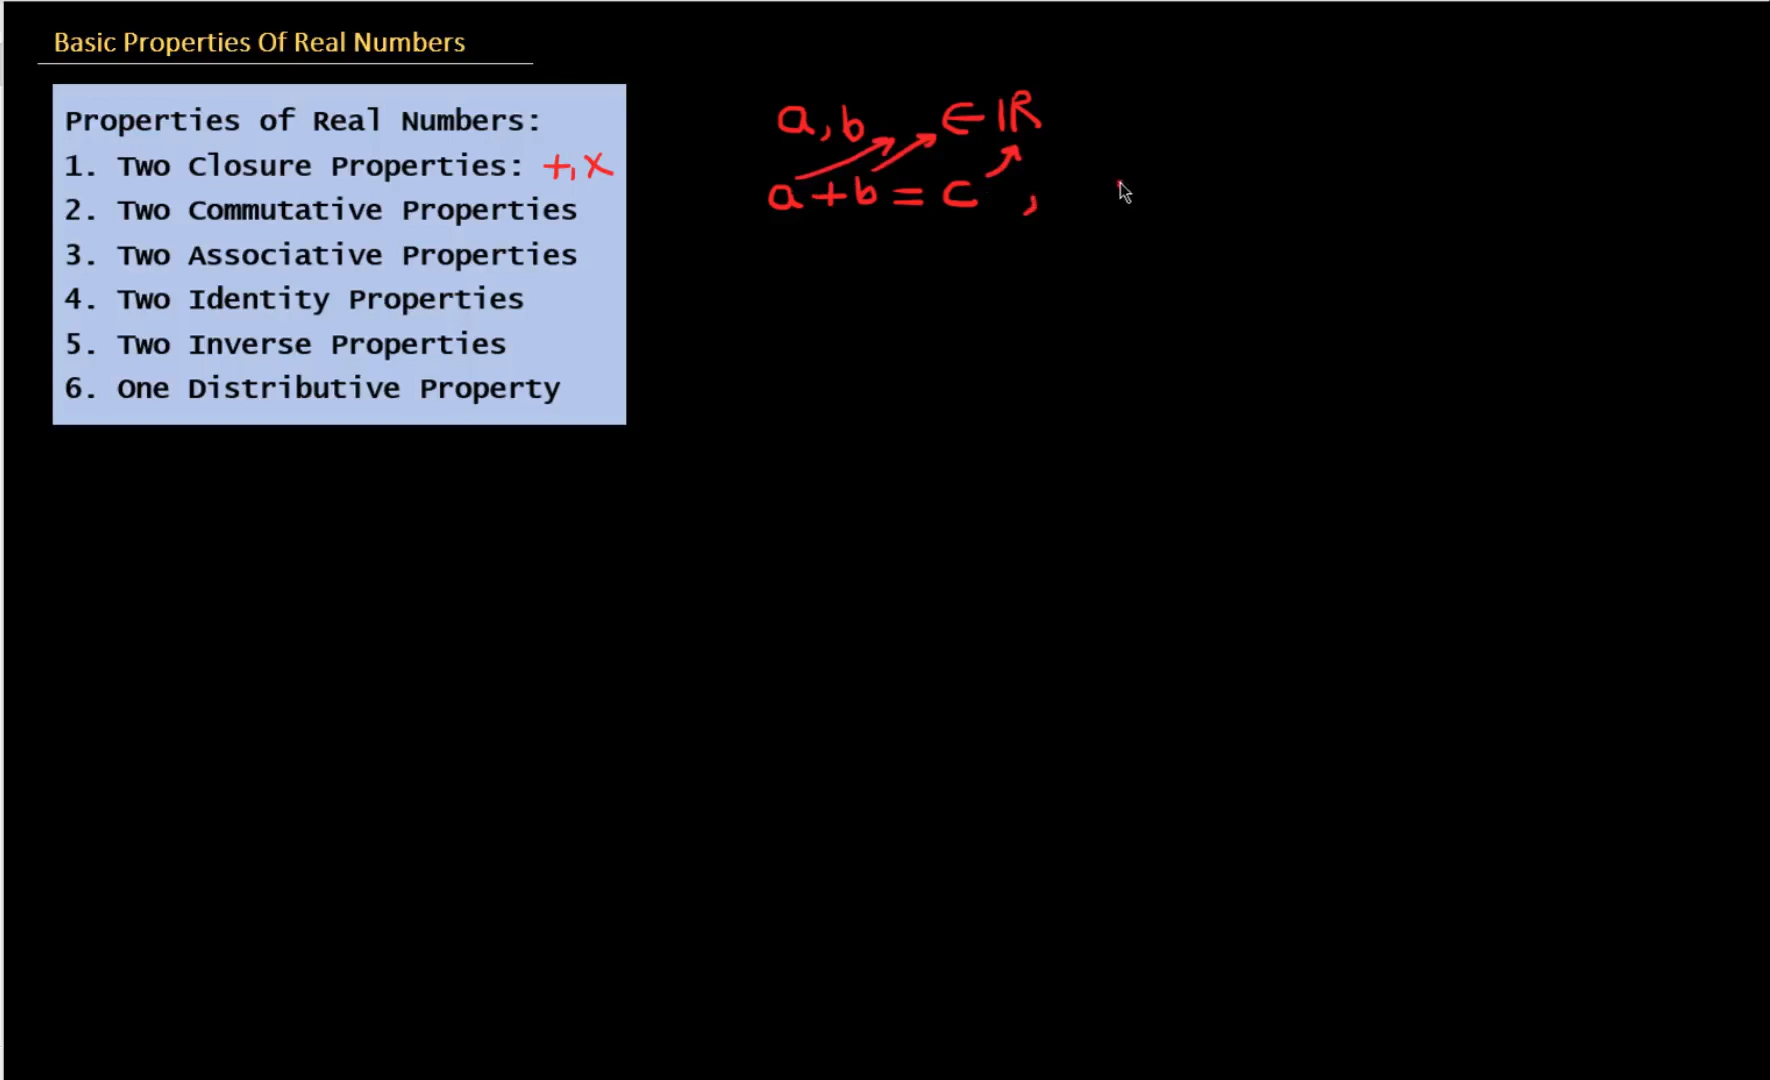 Basic Properties Of Real Numbers
Properties of Real Numbers:
1. Two Closure Properties: +, ×
2. Two Commutative Properties
3. Two Associative Properties
4. Two Identity Properties
5. Two Inverse Properties
6. One Distributive Property
a, b ∈ ℝ
a + b = c ,